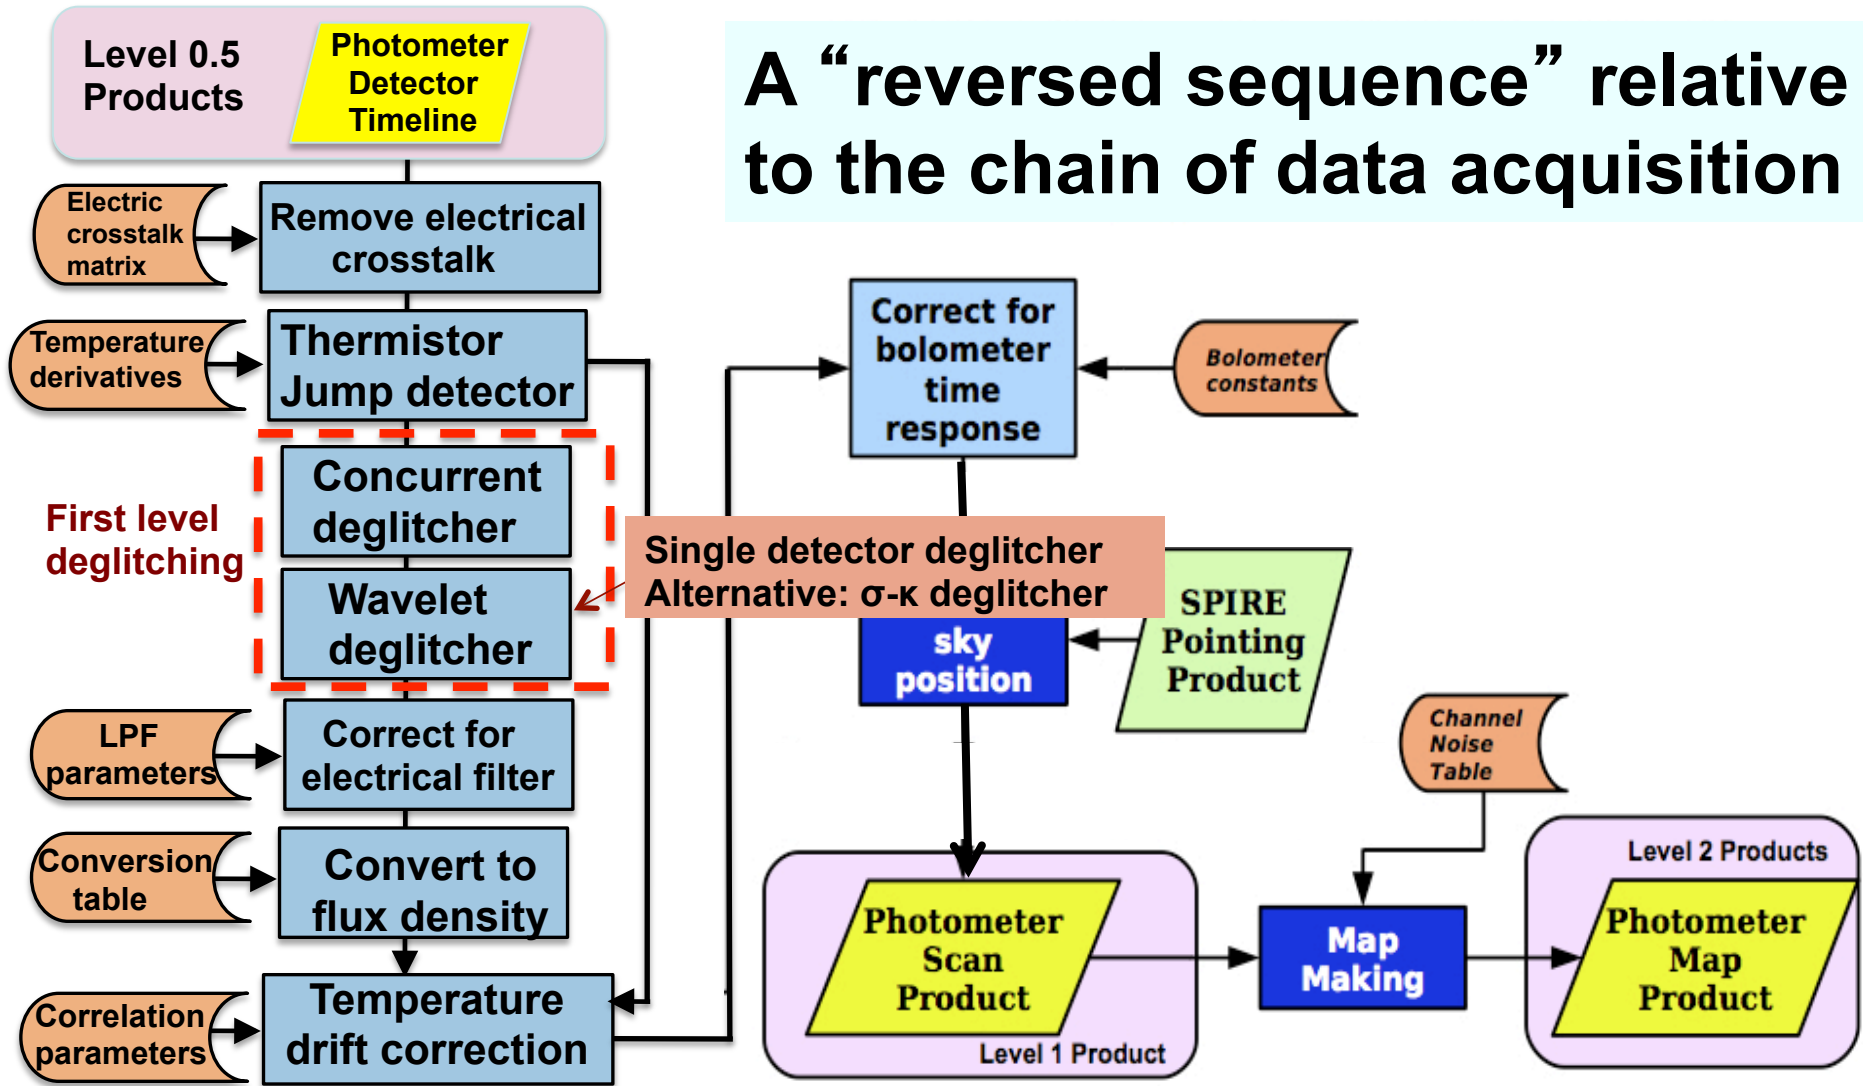 Level 0.5
Products
Photometer
Detector
Timeline
A “reversed sequence” relative
to the chain of data acquisition
Electric
crosstalk
matrix
Remove electrical
crosstalk
Temperature
derivatives
Thermistor
Jump detector
First level
deglitching
Concurrent
deglitcher
Wavelet
deglitcher
Single detector deglitcher
Alternative: σ-κ deglitcher
LPF
parameters
Correct for
electrical filter
Conversion
table
Convert to
flux density
Correlation
parameters
Temperature
drift correction
Correct for
bolometer
time
response
Bolometer
constants
sky
position
SPIRE
Pointing
Product
Channel
Noise
Table
Photometer
Scan
Product
Level 1 Product
Map
Making
Level 2 Products
Photometer
Map
Product